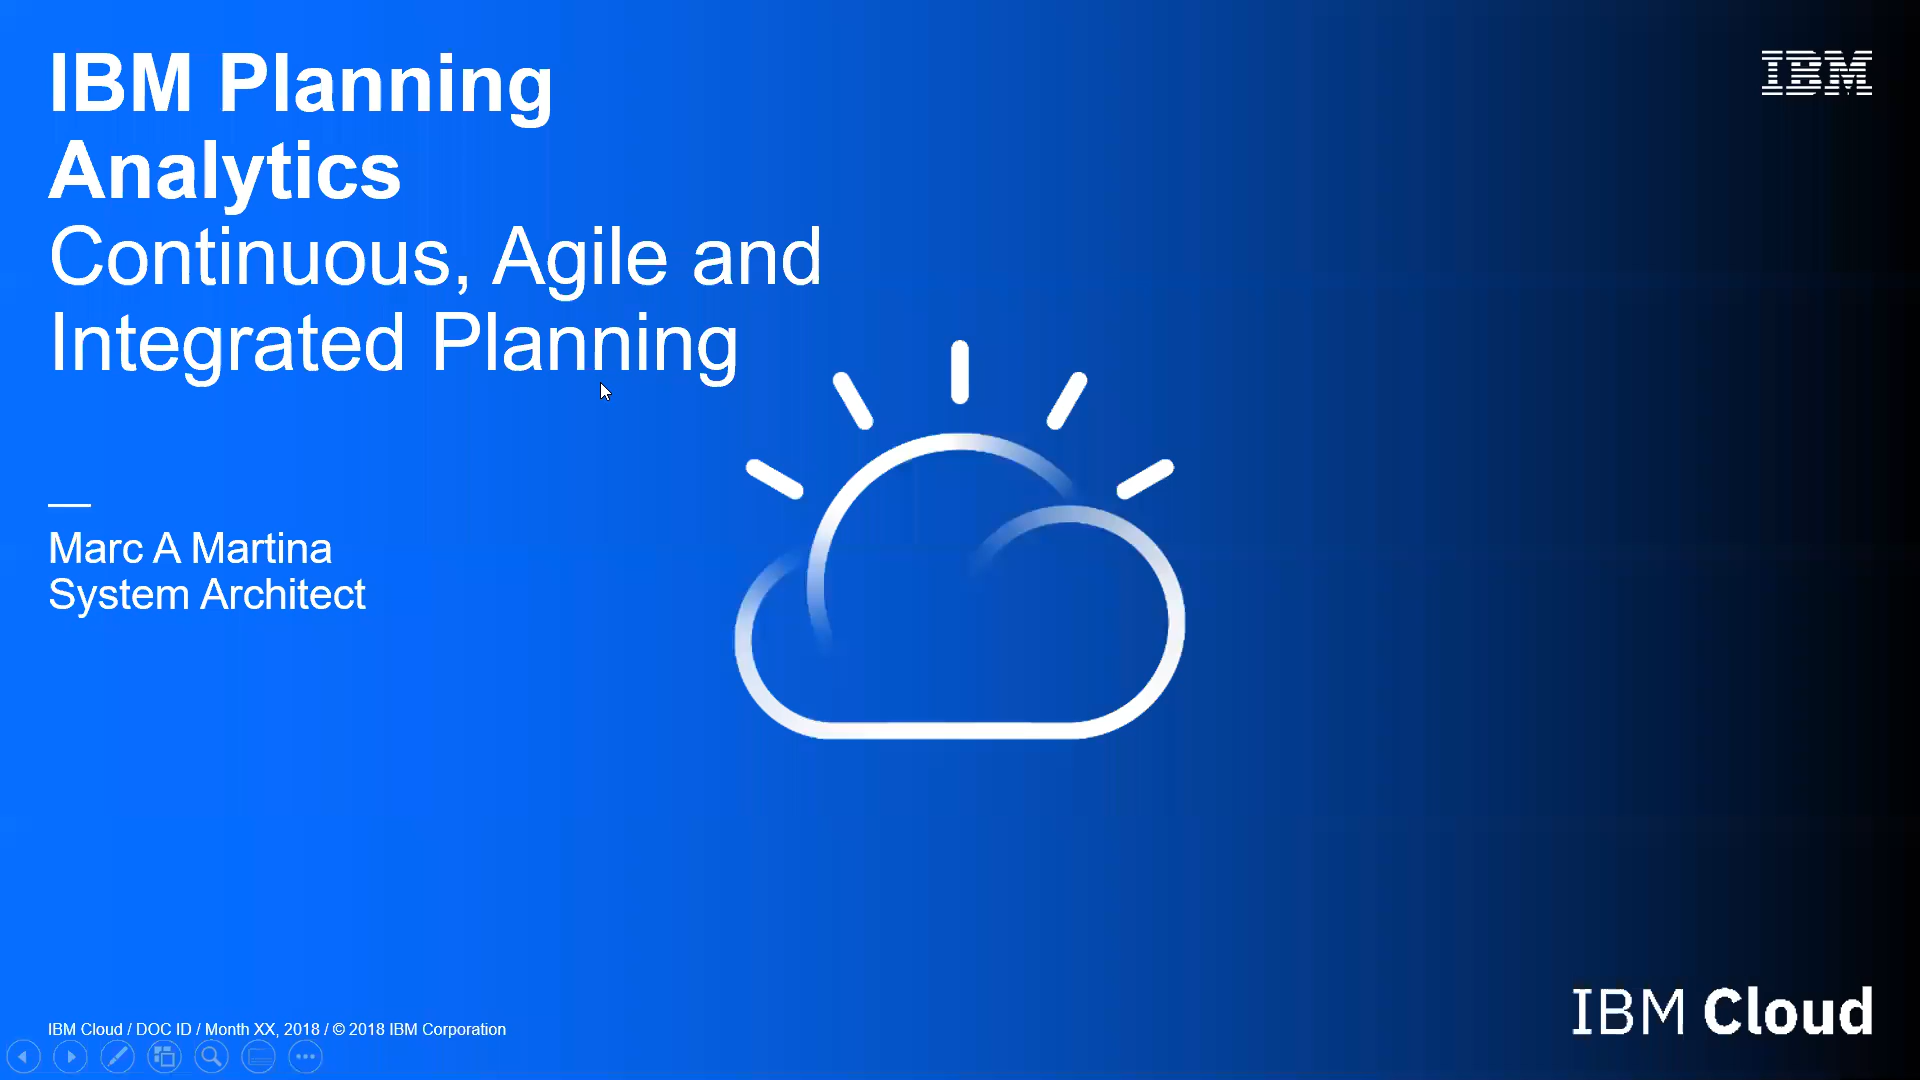 IBM Planning
Analytics
Continuous, Agile and
Integrated Planning
IBM
Marc A Martina
System Architect
IBM Cloud / DOC ID / Month XX, 2018 / © 2018 IBM Corporation
IBM Cloud